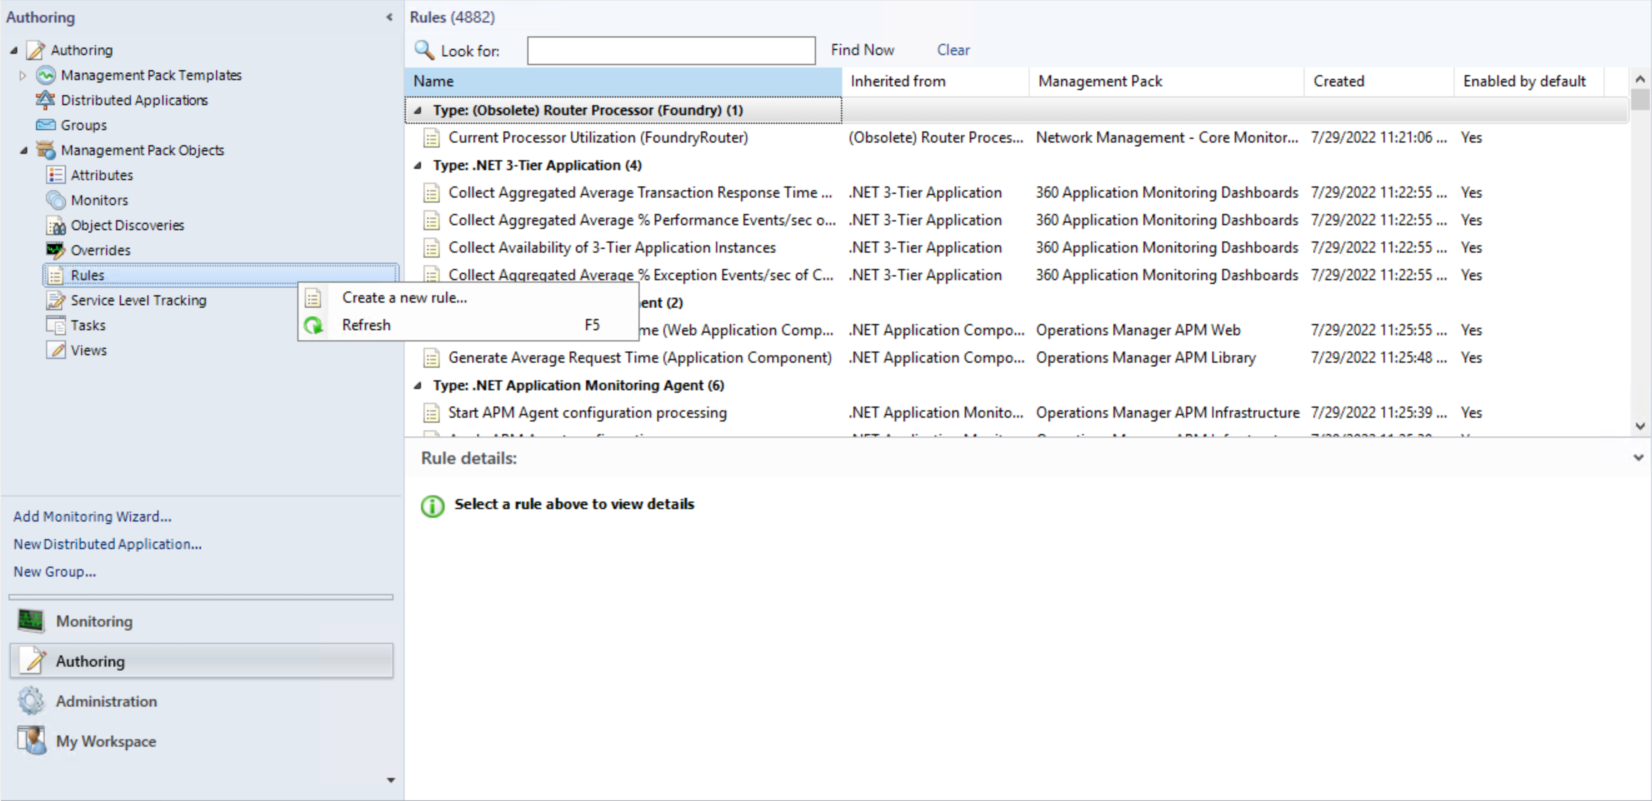 Authoring
Authoring
Management Pack Templates
Distributed Applications
Groups
Management Pack Objects
Attributes
Monitors
Object Discoveries
Overrides
Rules
Service Level Tracking
Tasks
Views
Create a new rule...
Refresh F5
Add Monitoring Wizard...
New Distributed Application...
New Group...
Monitoring
Authoring
Administration
My Workspace
Rules (4882)
Look for: Find Now Clear
Name Inherited from Management Pack Created Enabled by default
Type: (Obsolete) Router Processor (Foundry) (1)
Current Processor Utilization (FoundryRouter) (Obsolete) Router Proces... Network Management - Core Monitor... 7/29/2022 11:21:06 ... Yes
Type: .NET 3-Tier Application (4)
Collect Aggregated Average Transaction Response Time ... .NET 3-Tier Application 360 Application Monitoring Dashboards 7/29/2022 11:22:55 ... Yes
Collect Aggregated Average % Performance Events/sec o... .NET 3-Tier Application 360 Application Monitoring Dashboards 7/29/2022 11:22:55 ... Yes
Collect Availability of 3-Tier Application Instances .NET 3-Tier Application 360 Application Monitoring Dashboards 7/29/2022 11:22:55 ... Yes
Collect Aggregated Average % Exception Events/sec of C... .NET 3-Tier Application 360 Application Monitoring Dashboards 7/29/2022 11:22:55 ... Yes
ent (2)
me (Web Application Comp... .NET Application Compo... Operations Manager APM Web 7/29/2022 11:25:55 ... Yes
Generate Average Request Time (Application Component) .NET Application Compo... Operations Manager APM Library 7/29/2022 11:25:48 ... Yes
Type: .NET Application Monitoring Agent (6)
Start APM Agent configuration processing .NET Application Monito... Operations Manager APM Infrastructure 7/29/2022 11:25:39 ... Yes
Rule details:
Select a rule above to view details